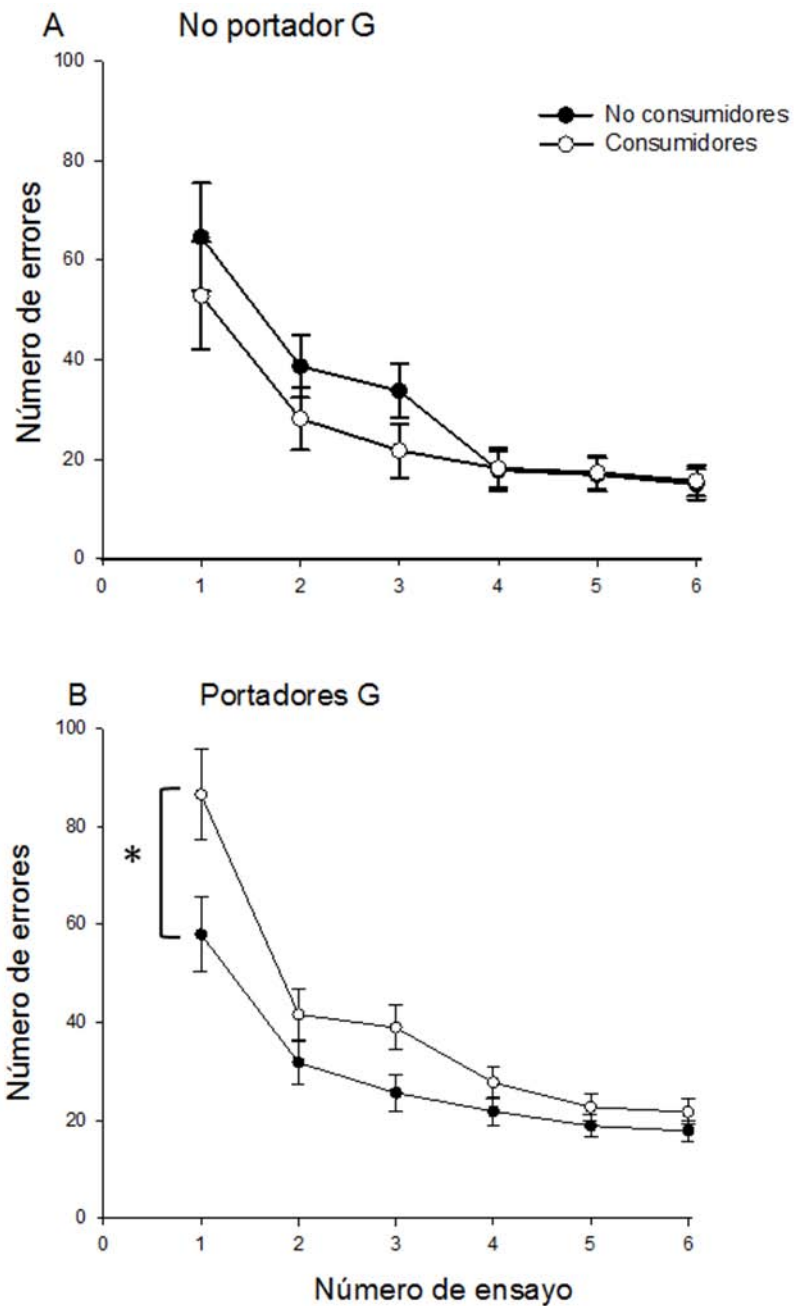 A No portador G
No consumidores
Consumidores
Número de errores
100
80
60
40
20
0
0 1 2 3 4 5 6
B Portadores G
Número de errores
100
80
60
40
20
0
*
0 1 2 3 4 5 6
Número de ensayo